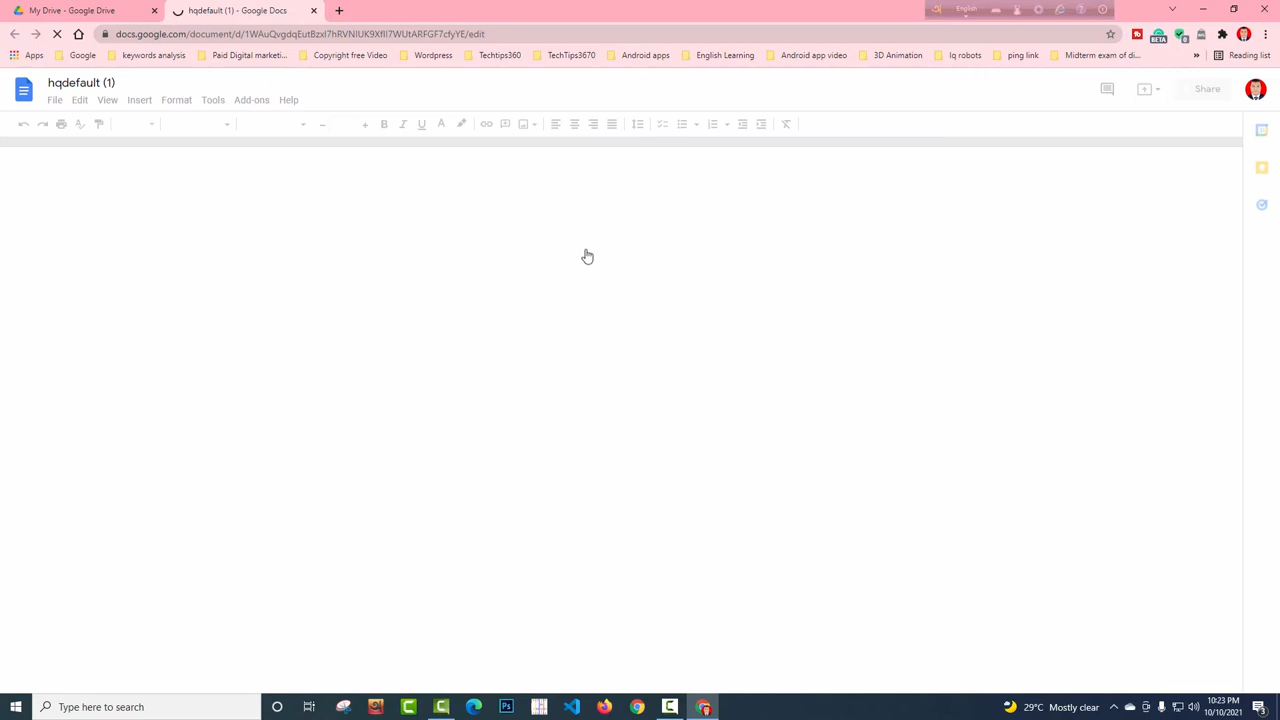 My Drive - Google Drive
hqdefault (1) - Google Docs
English
docs.google.com/document/d/1WAuQvgdqEutBzxI7hRVNIUK9XfII7WUtARFGF7cfyYE/edit
BETA
Apps
Google
keywords analysis
Paid Digital marketi...
Copyright free Video
Wordpress
Techtips360
TechTips3670
Android apps
English Learning
Android app video
3D Animation
Iq robots
ping link
Midterm exam of di...
»
Reading list
hqdefault (1)
Share
File Edit View Insert Format Tools Add-ons Help
Type here to search
29°C Mostly clear
10:23 PM
10/10/2021